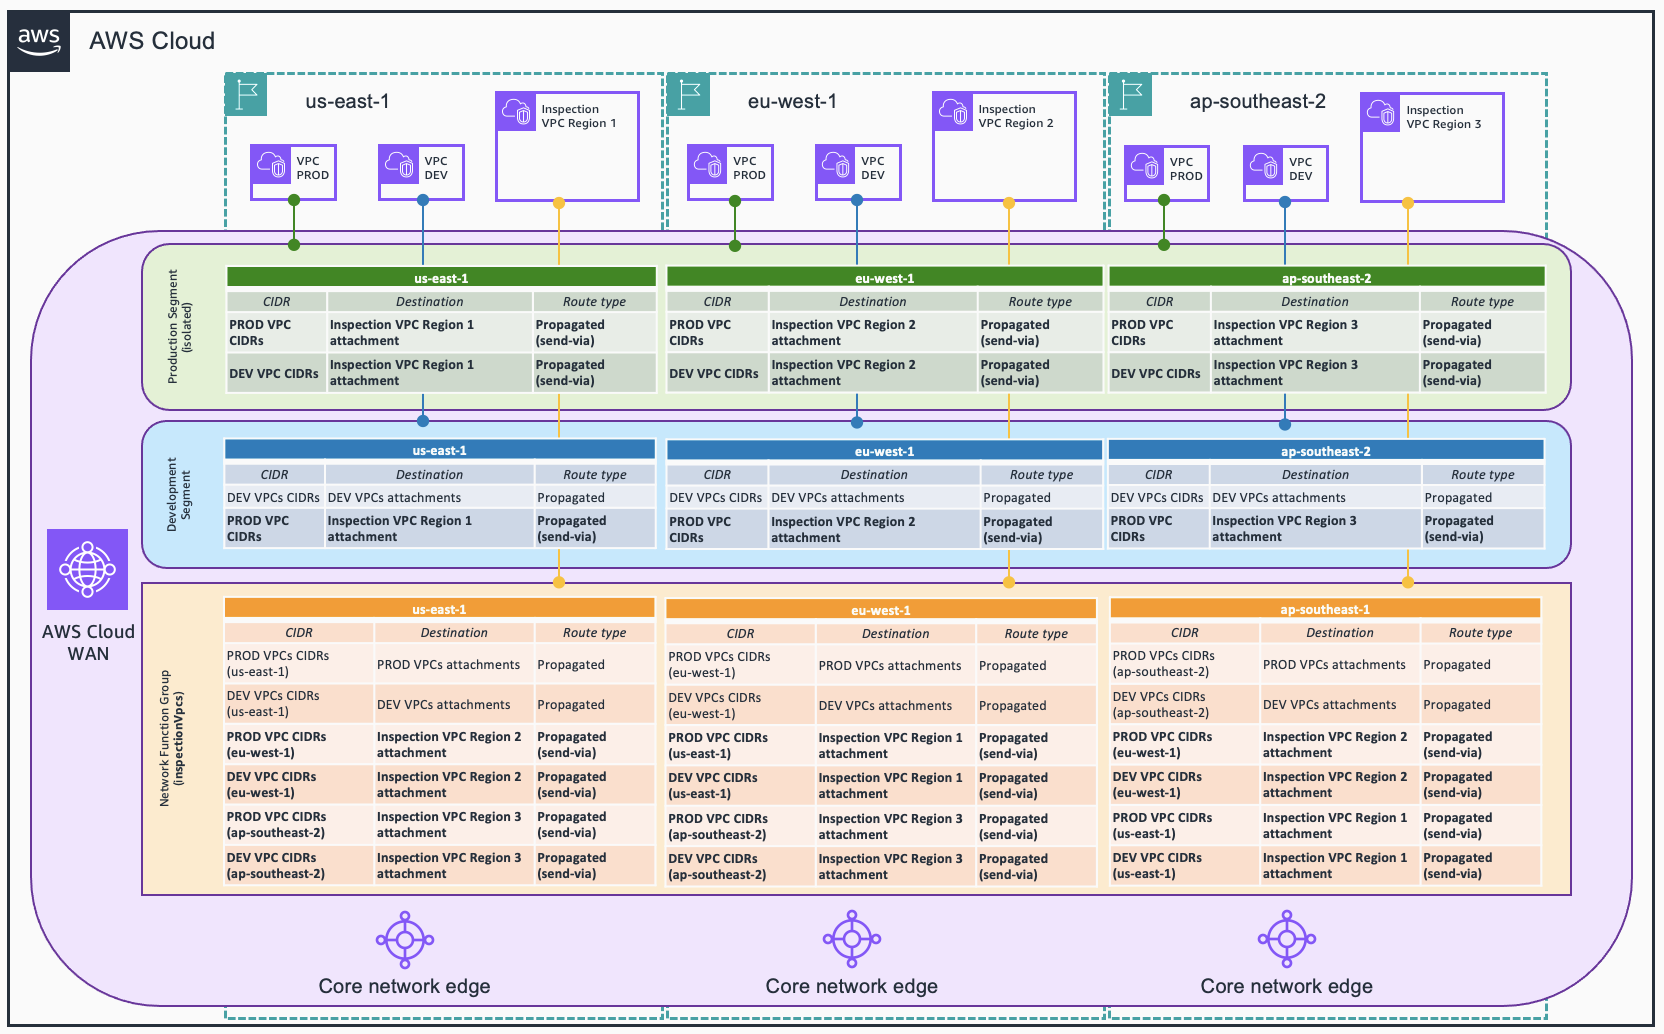 aws
AWS Cloud
us-east-1
Inspection
VPC Region 1
VPC
PROD
VPC
DEV
eu-west-1
Inspection
VPC Region 2
VPC
PROD
VPC
DEV
ap-southeast-2
Inspection
VPC Region 3
VPC
PROD
VPC
DEV
Production Segment
(isolated)
us-east-1
CIDR Destination Route type
PROD VPC Inspection VPC Region 1 Propagated
CIDRs attachment (send-via)
DEV VPC CIDRs Inspection VPC Region 1 Propagated
attachment (send-via)
eu-west-1
CIDR Destination Route type
PROD VPC Inspection VPC Region 2 Propagated
CIDRs attachment (send-via)
DEV VPC CIDRs Inspection VPC Region 2 Propagated
attachment (send-via)
ap-southeast-2
CIDR Destination Route type
PROD VPC Inspection VPC Region 3 Propagated
CIDRs attachment (send-via)
DEV VPC CIDRs Inspection VPC Region 3 Propagated
attachment (send-via)
Development
Segment
us-east-1
CIDR Destination Route type
DEV VPCs CIDRs DEV VPCs attachments Propagated
PROD VPC Inspection VPC Region 1 Propagated
CIDRs attachment (send-via)
eu-west-1
CIDR Destination Route type
DEV VPCs CIDRs DEV VPCs attachments Propagated
PROD VPC Inspection VPC Region 2 Propagated
CIDRs attachment (send-via)
ap-southeast-2
CIDR Destination Route type
DEV VPCs CIDRs DEV VPCs attachments Propagated
PROD VPC Inspection VPC Region 3 Propagated
CIDRs attachment (send-via)
AWS Cloud
WAN
Network Function Group
(inspectionVpcs)
us-east-1
CIDR Destination Route type
PROD VPCs CIDRs
(us-east-1) PROD VPCs attachments Propagated
DEV VPCs CIDRs
(us-east-1) DEV VPCs attachments Propagated
PROD VPC CIDRs Inspection VPC Region 2 Propagated
(eu-west-1) attachment (send-via)
DEV VPC CIDRs Inspection VPC Region 2 Propagated
(eu-west-1) attachment (send-via)
PROD VPC CIDRs Inspection VPC Region 3 Propagated
(ap-southeast-2) attachment (send-via)
DEV VPC CIDRs Inspection VPC Region 3 Propagated
(ap-southeast-2) attachment (send-via)
eu-west-1
CIDR Destination Route type
PROD VPCs CIDRs
(eu-west-1) PROD VPCs attachments Propagated
DEV VPCs CIDRs
(eu-west-1) DEV VPCs attachments Propagated
PROD VPC CIDRs Inspection VPC Region 1 Propagated
(us-east-1) attachment (send-via)
DEV VPC CIDRs Inspection VPC Region 1 Propagated
(us-east-1) attachment (send-via)
PROD VPC CIDRs Inspection VPC Region 3 Propagated
(ap-southeast-2) attachment (send-via)
DEV VPC CIDRs Inspection VPC Region 3 Propagated
(ap-southeast-2) attachment (send-via)
ap-southeast-1
CIDR Destination Route type
PROD VPCs CIDRs
(ap-southeast-2) PROD VPCs attachments Propagated
DEV VPCs CIDRs
(ap-southeast-2) DEV VPCs attachments Propagated
PROD VPC CIDRs Inspection VPC Region 2 Propagated
(eu-west-1) attachment (send-via)
DEV VPC CIDRs Inspection VPC Region 2 Propagated
(eu-west-1) attachment (send-via)
PROD VPC CIDRs Inspection VPC Region 1 Propagated
(us-east-1) attachment (send-via)
DEV VPC CIDRs Inspection VPC Region 1 Propagated
(us-east-1) attachment (send-via)
Core network edge
Core network edge
Core network edge